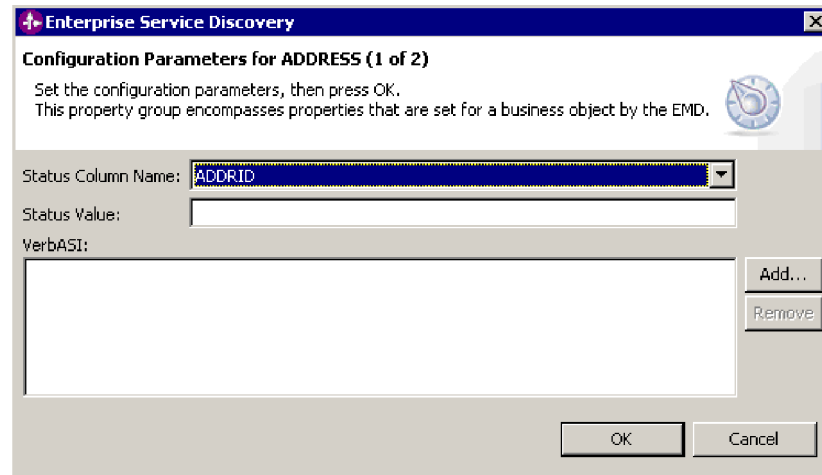 Enterprise Service Discovery
Configuration Parameters for ADDRESS (1 of 2)
Set the configuration parameters, then press OK.
This property group encompasses properties that are set for a business object by the EMD.
Status Column Name: ADDRID
Status Value:
VerbASI:
Add...
Remove
OK Cancel